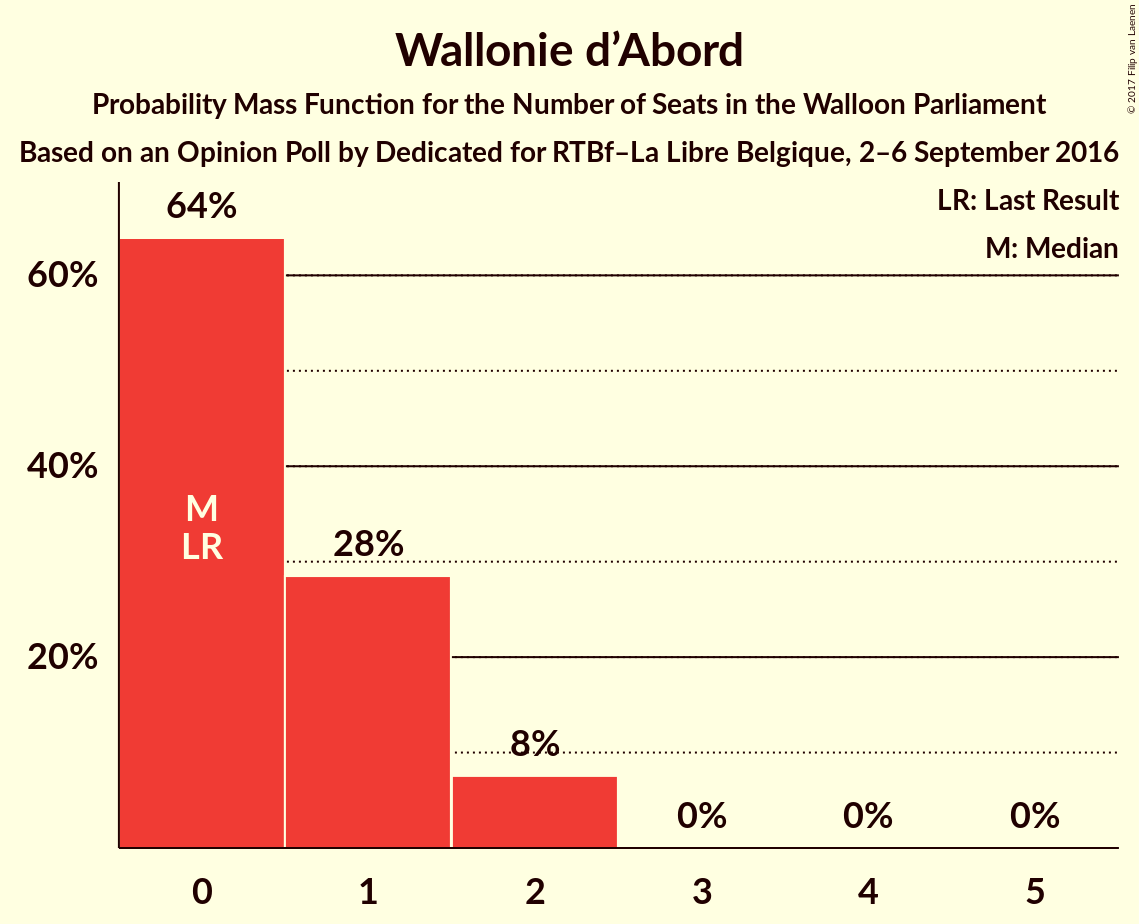 Wallonie d’Abord
Probability Mass Function for the Number of Seats in the Walloon Parliament
Based on an Opinion Poll by Dedicated for RTBf–La Libre Belgique, 2–6 September 2016
© 2017 Filip van Laenen
LR: Last Result
M: Median
64%
60%
40%
M
LR
28%
20%
8%
0%
0%
0%
0
1
2
3
4
5